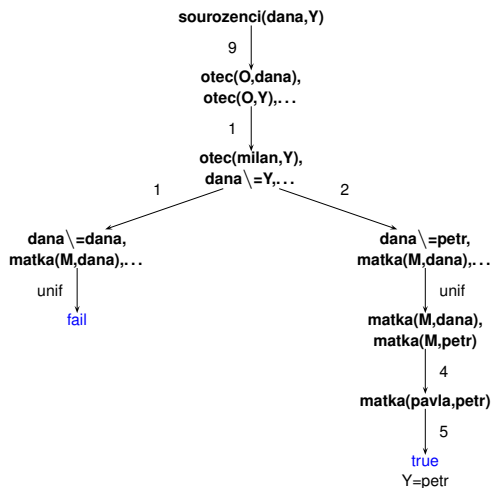 sourozenci(dana,Y)
9
otec(O,dana),
otec(O,Y),...
1
otec(milan,Y),
dana\=Y,...
1
2
dana\=dana,
matka(M,dana),...
dana\=petr,
matka(M,dana),...
unif
unif
fail
matka(M,dana),
matka(M,petr)
4
matka(pavla,petr)
5
true
Y=petr